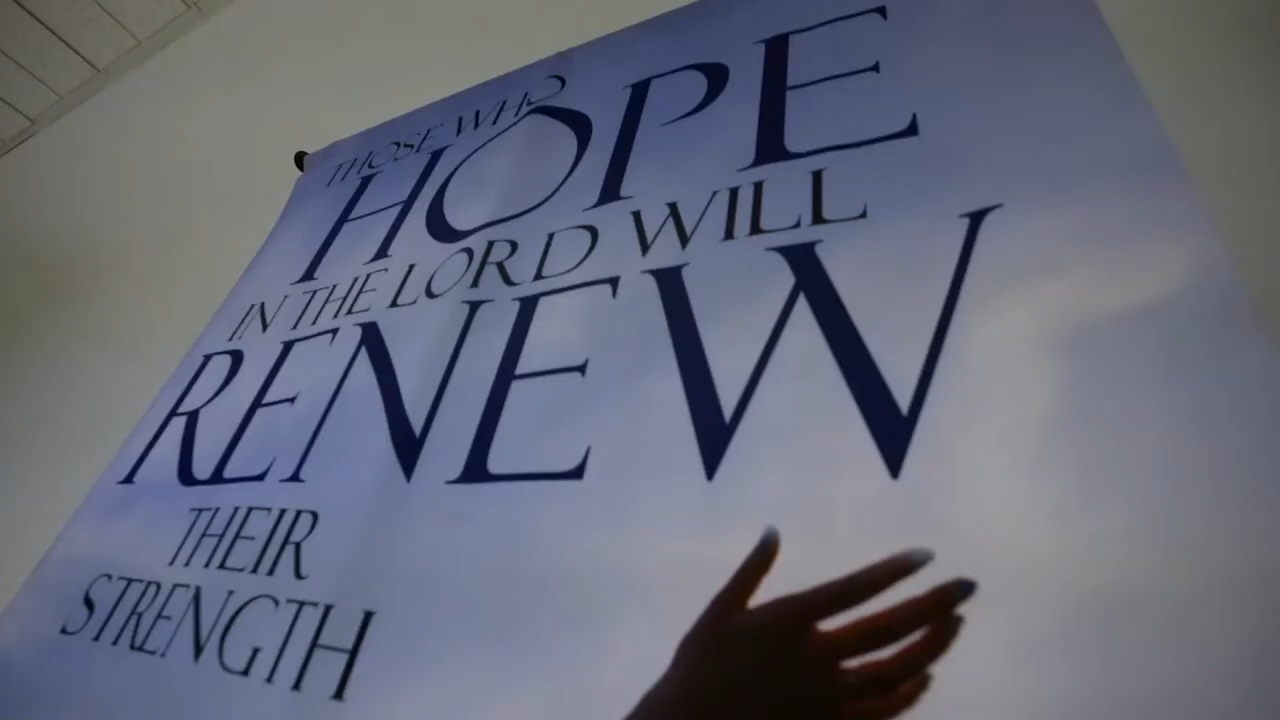 THOSE WHO
HOPE
IN THE LORD WILL
RENEW
THEIR
STRENGTH